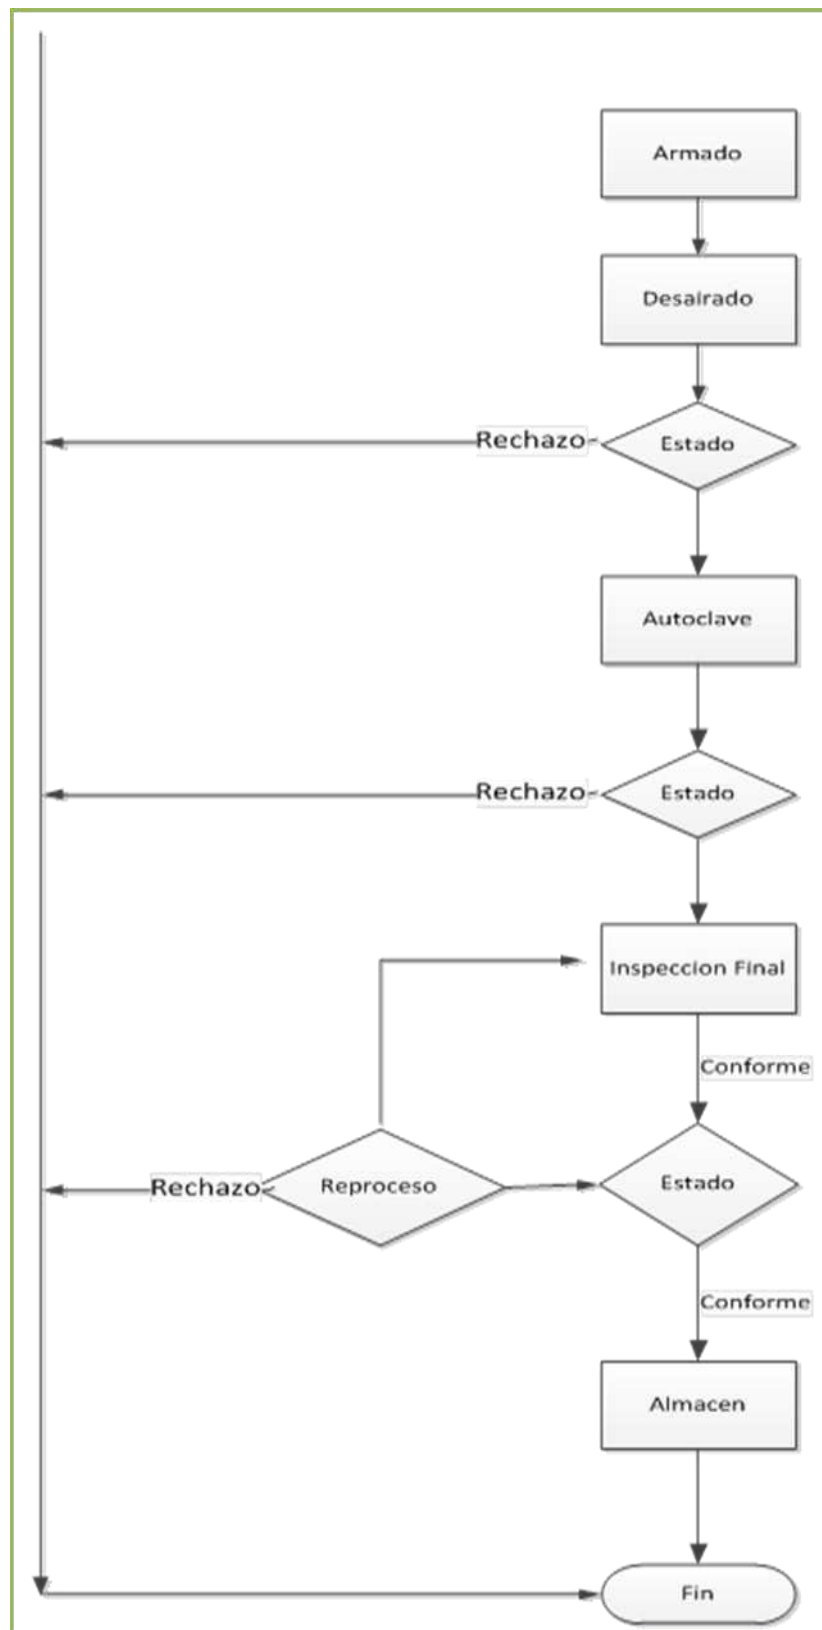 Armado
Desairado
Rechazo
Estado
Autoclave
Rechazo
Estado
Inspeccion Final
Conforme
Rechazo
Reproceso
Estado
Conforme
Almacen
Fin